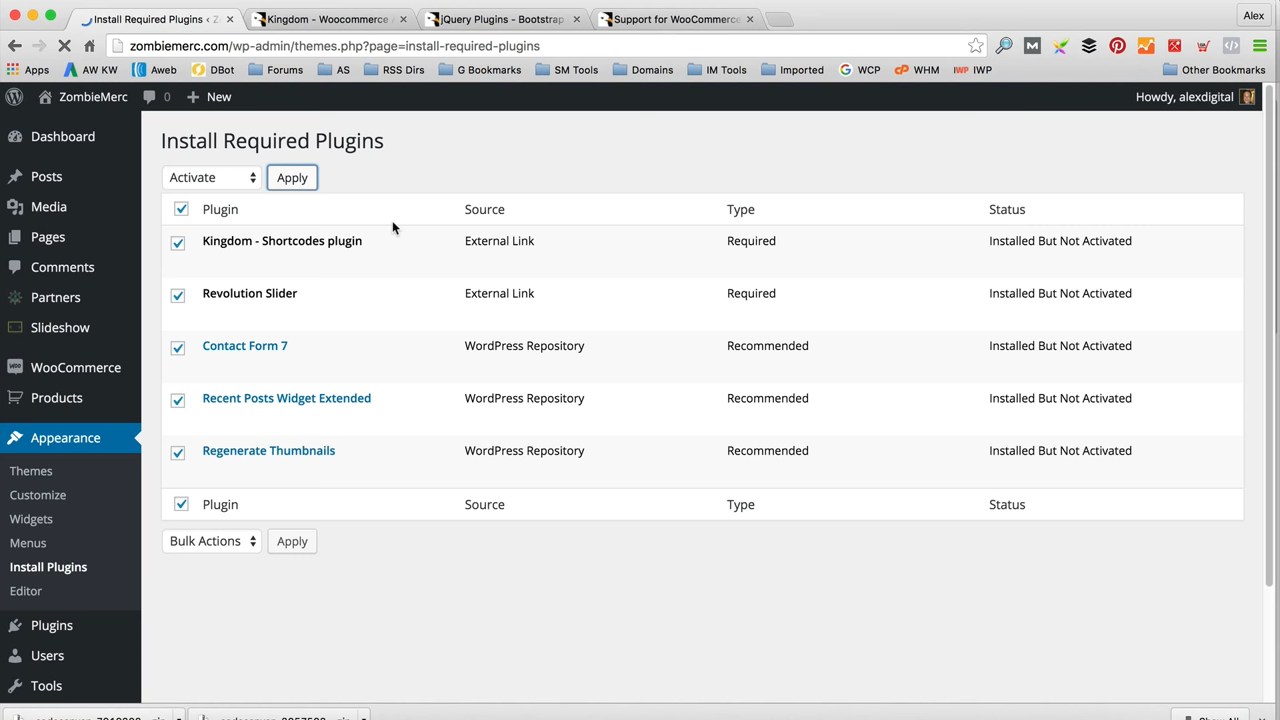 Install Required Plugins ‹ Z
Kingdom - Woocommerce A
jQuery Plugins - Bootstrap
Support for WooCommerce
Alex
zombiemerc.com/wp-admin/themes.php?page=install-required-plugins
Apps AW KW Aweb DBot Forums AS RSS Dirs G Bookmarks SM Tools Domains IM Tools Imported WCP WHM IWP IWP Other Bookmarks
ZombieMerc 0 New Howdy, alexdigital
Dashboard
Posts
Media
Pages
Comments
Partners
Slideshow
WooCommerce
Products
Appearance
Themes
Customize
Widgets
Menus
Install Plugins
Editor
Plugins
Users
Tools
Install Required Plugins
Activate Apply
Plugin Source Type Status
Kingdom - Shortcodes plugin External Link Required Installed But Not Activated
Revolution Slider External Link Required Installed But Not Activated
Contact Form 7 WordPress Repository Recommended Installed But Not Activated
Recent Posts Widget Extended WordPress Repository Recommended Installed But Not Activated
Regenerate Thumbnails WordPress Repository Recommended Installed But Not Activated
Plugin Source Type Status
Bulk Actions Apply
Show All